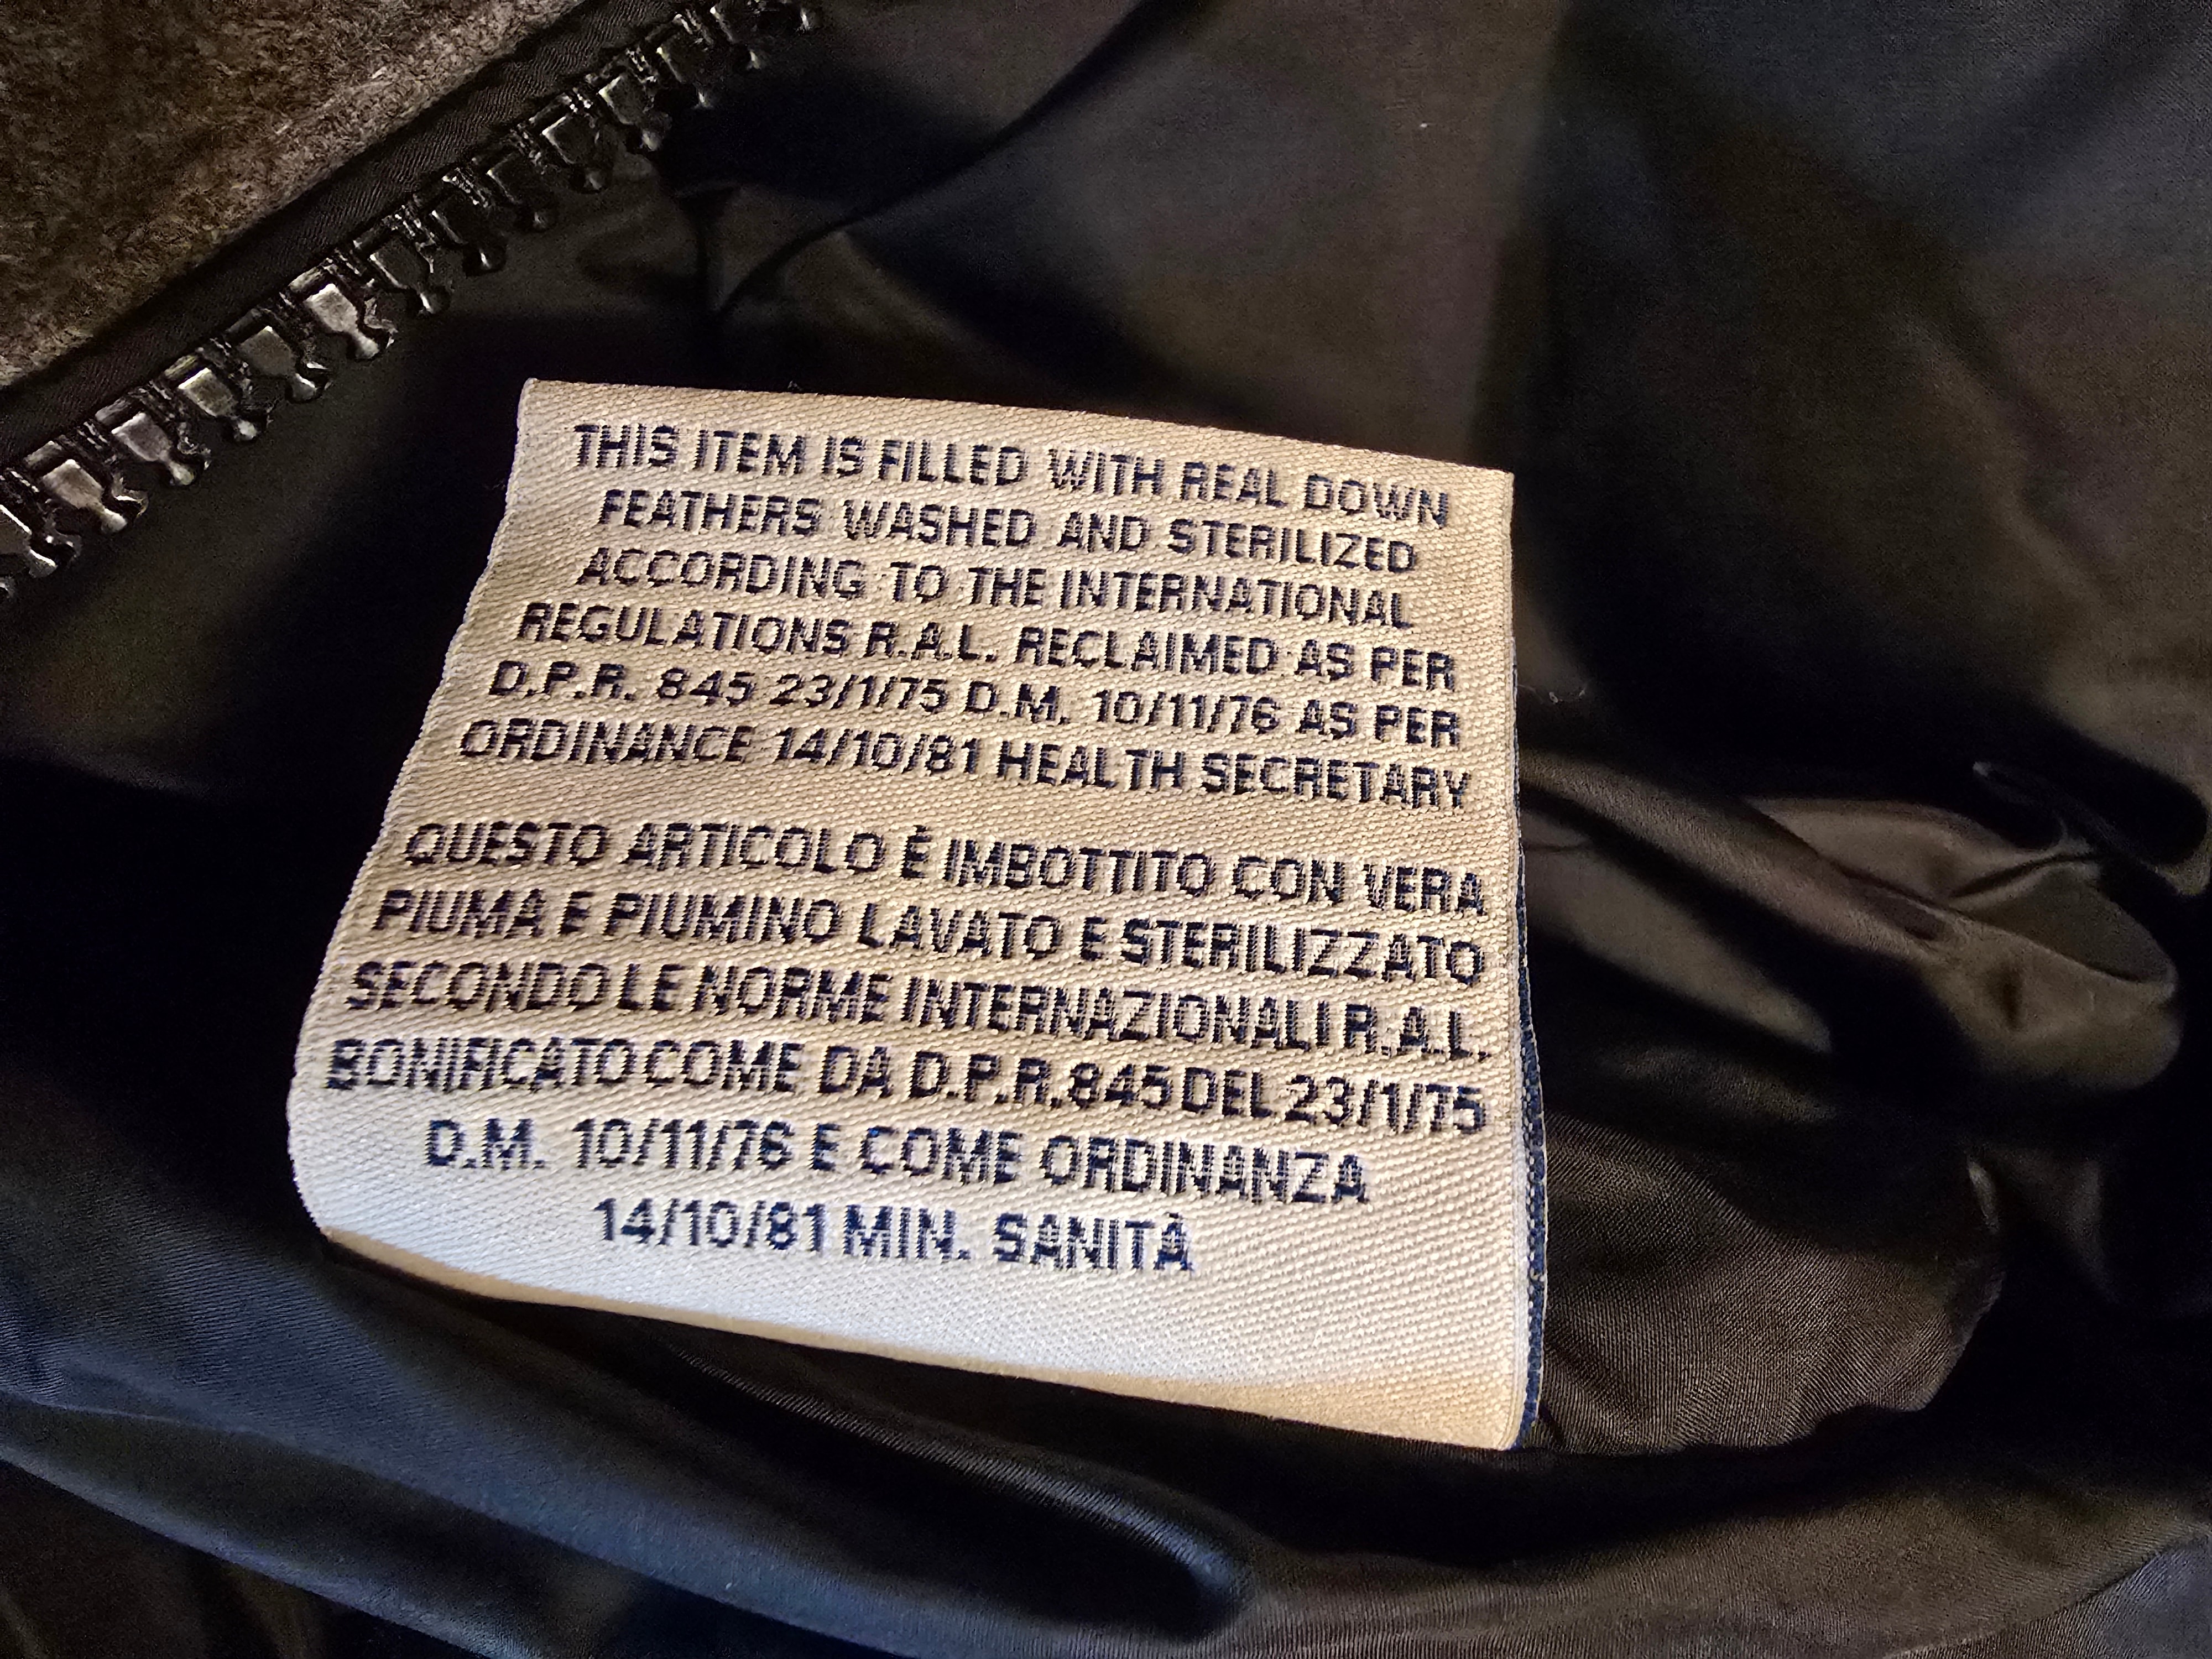 THIS ITEM IS FILLED WITH REAL DOWN
FEATHERS WASHED AND STERILIZED
ACCORDING TO THE INTERNATIONAL
REGULATIONS R.A.L. RECLAIMED AS PER
D.P.R. 845 23/1/75 D.M. 10/11/76 AS PER
ORDINANCE 14/10/81 HEALTH SECRETARY
QUESTO ARTICOLO È IMBOTTITO CON VERA
PIUMA E PIUMINO LAVATO E STERILIZZATO
SECONDO LE NORME INTERNAZIONALI R.A.L.
BONIFICATO COME DA D.P.R. 845 DEL 23/1/75
D.M. 10/11/76 E COME ORDINANZA
14/10/81 MIN. SANITÀ